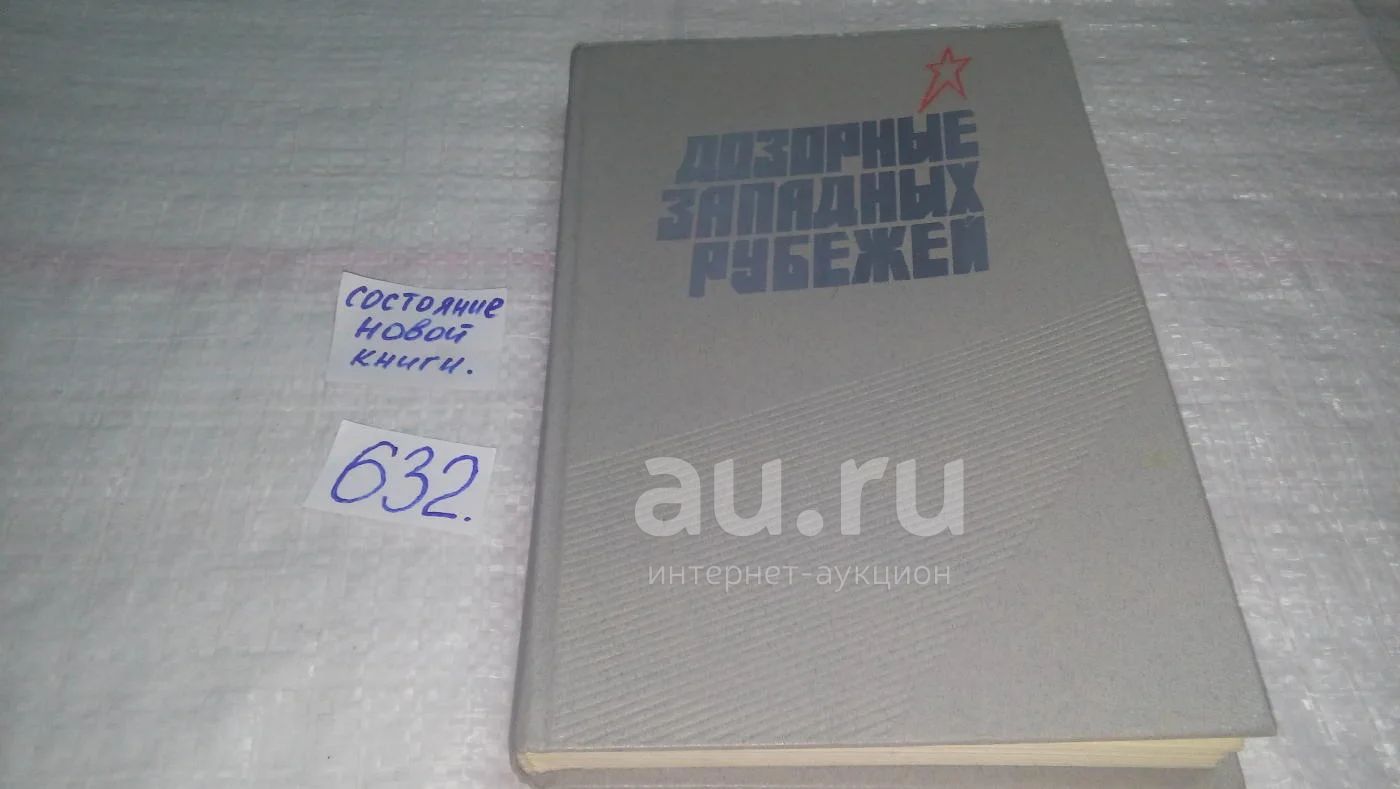 ДОЗОРНЫЕ
ЗАПАДНЫХ
РУБЕЖЕЙ
состояние
новой
книги.
632.
au.ru
интернет-аукцион